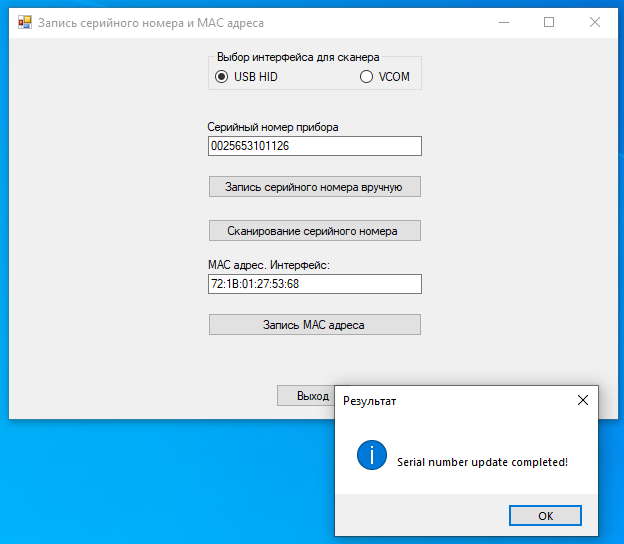 Запись серийного номера и MAC адреса
Выбор интерфейса для сканера
USB HID
VCOM
Серийный номер прибора
0025653101126
Запись серийного номера вручную
Сканирование серийного номера
MAC адрес. Интерфейс:
72:1B:01:27:53:68
Запись MAC адреса
Выход
Результат
Serial number update completed!
OK